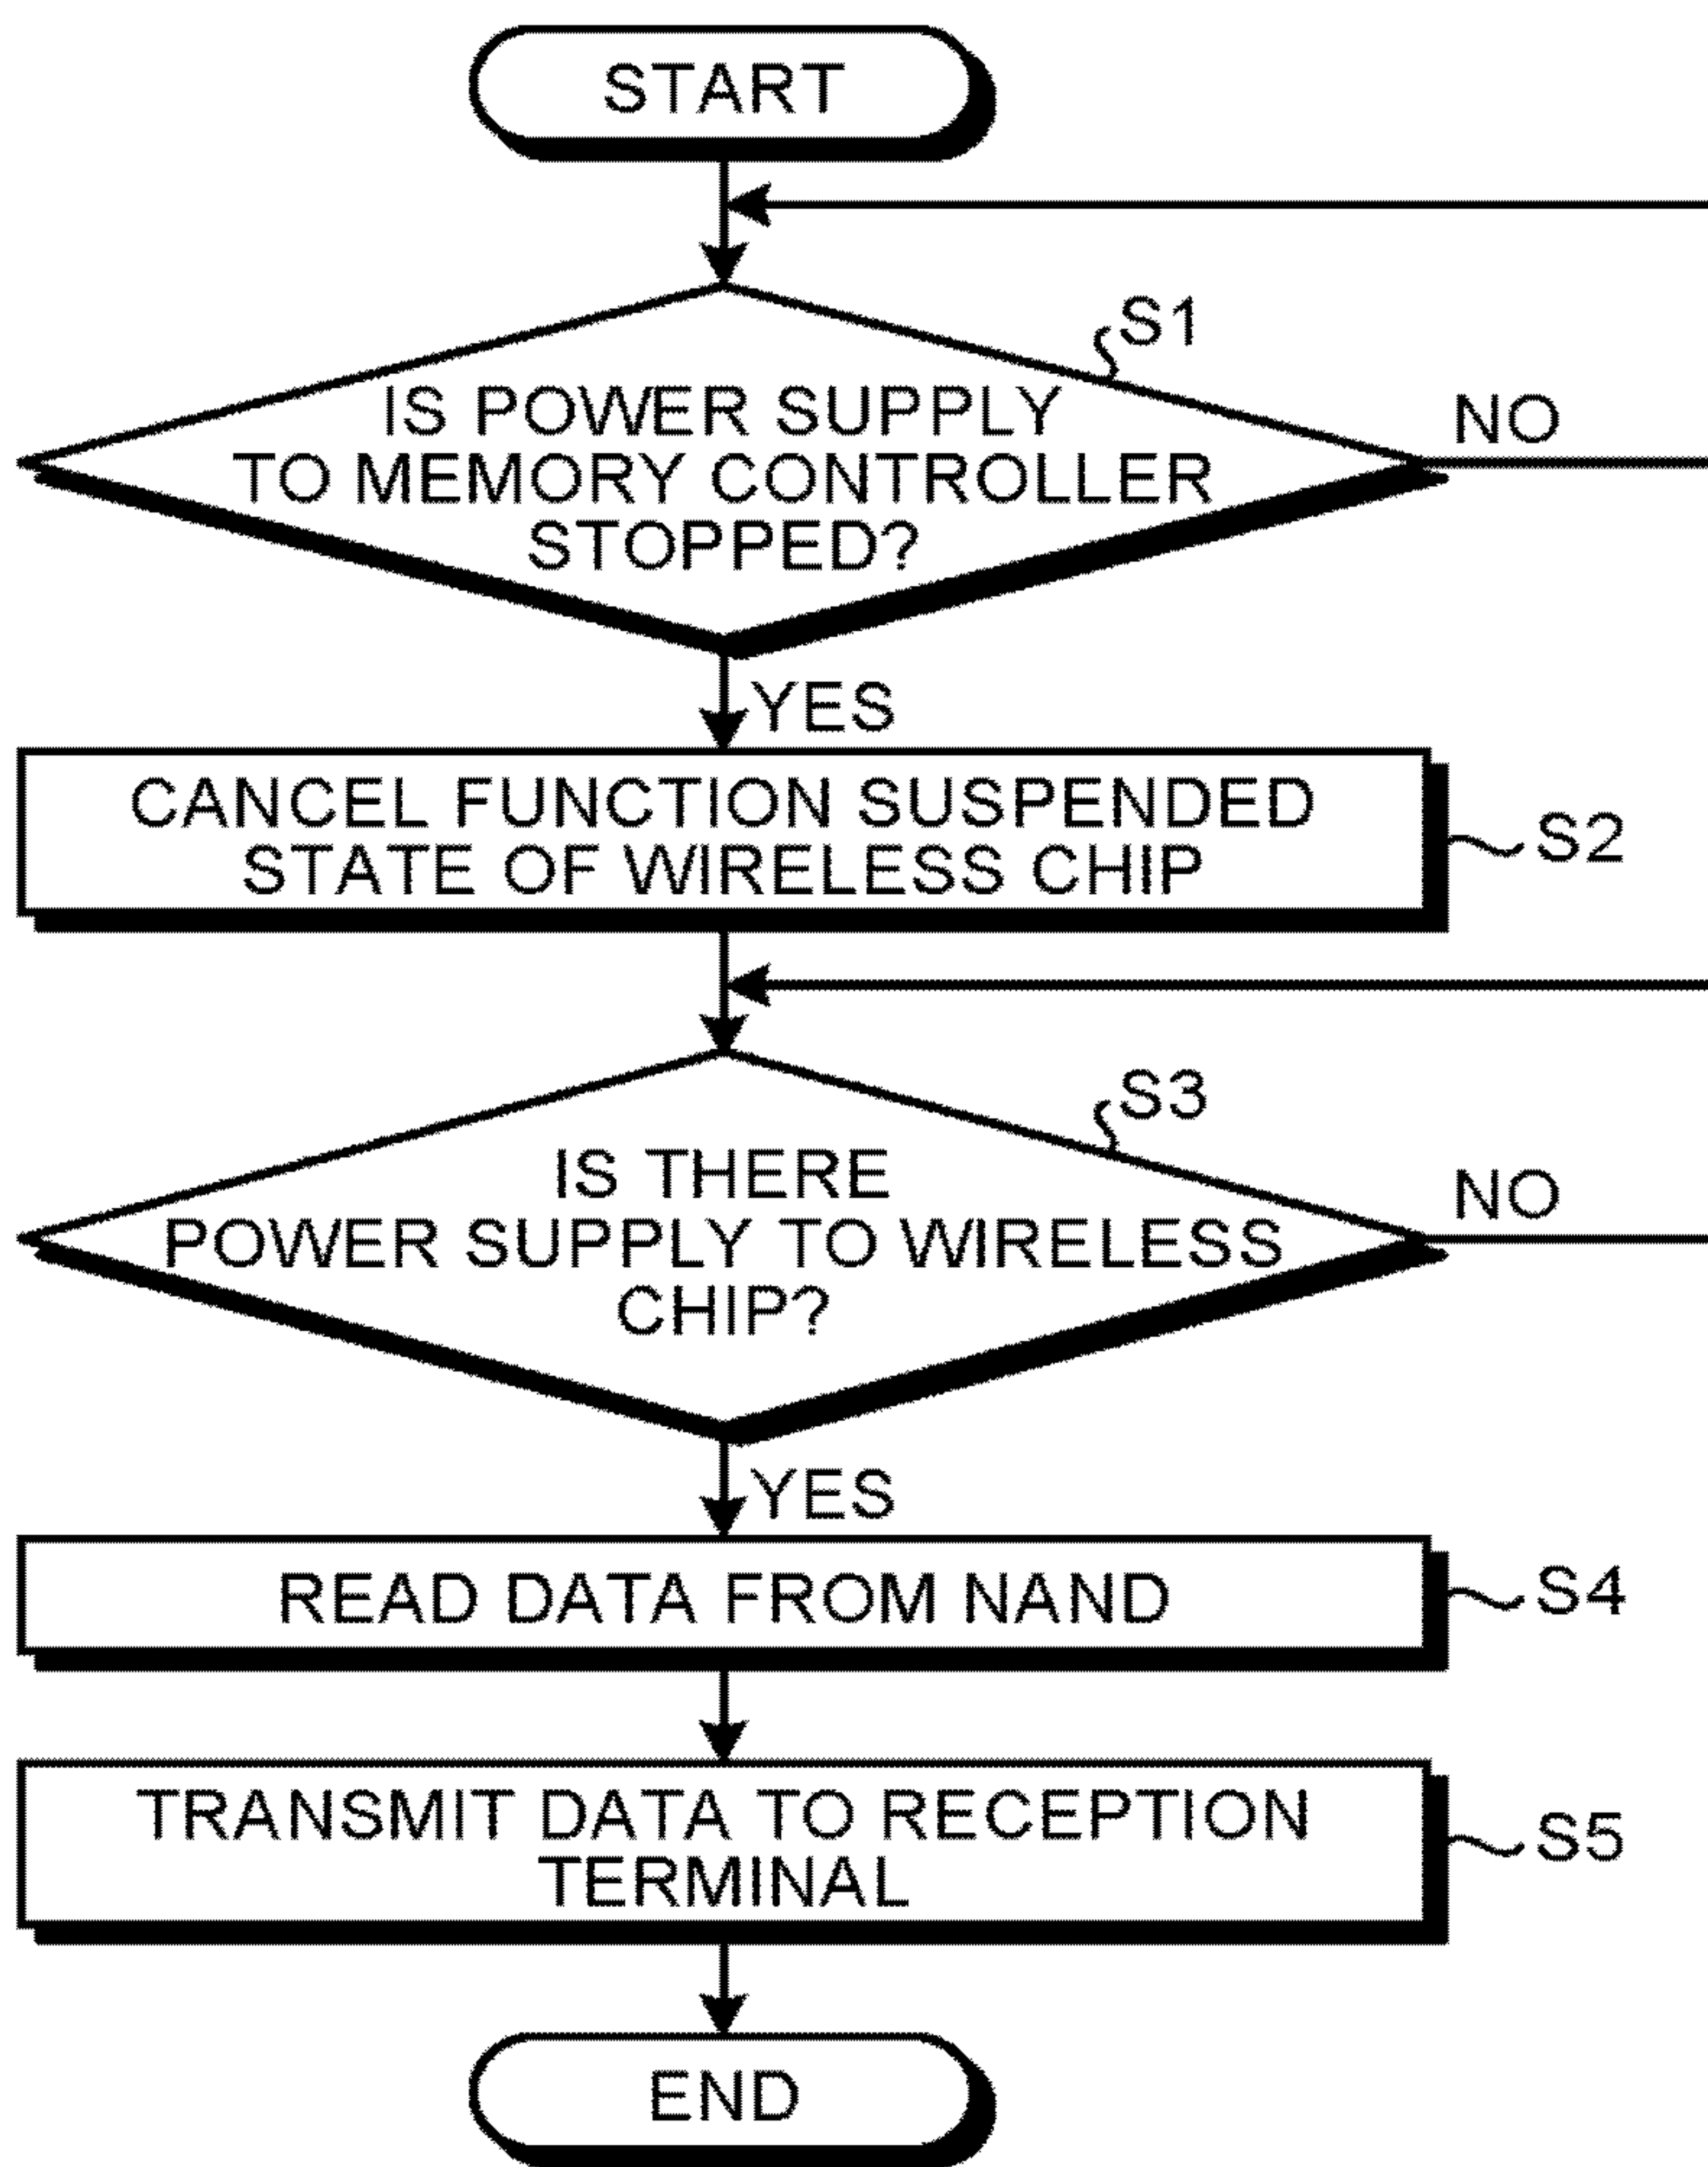 START
S1
IS POWER SUPPLY
TO MEMORY CONTROLLER
STOPPED?
NO
YES
CANCEL FUNCTION SUSPENDED
STATE OF WIRELESS CHIP
S2
S3
IS THERE
POWER SUPPLY TO WIRELESS
CHIP?
NO
YES
READ DATA FROM NAND
S4
TRANSMIT DATA TO RECEPTION
TERMINAL
S5
END